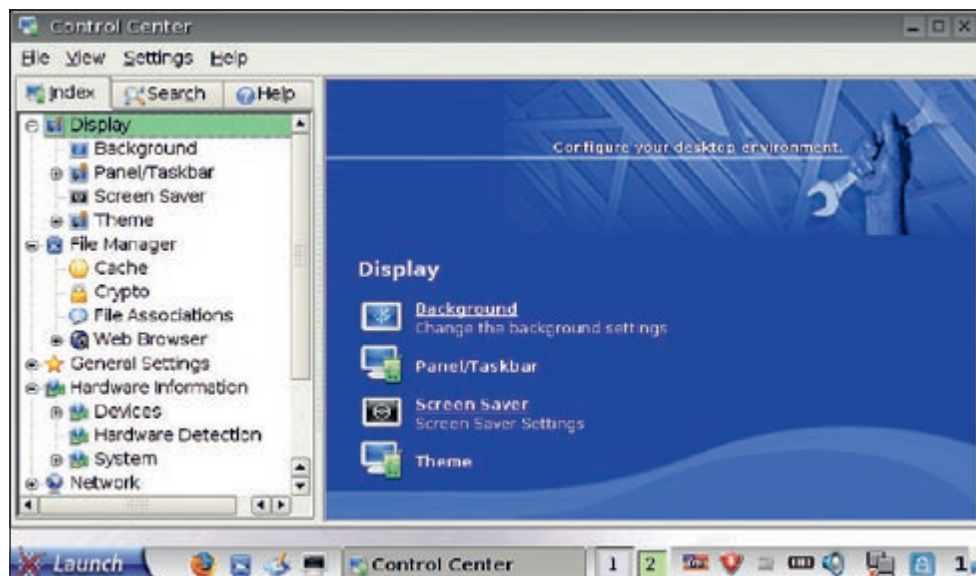 Control Center
File View Settings Help
Index Search Help
Display
Background
Panel/Taskbar
Screen Saver
Theme
File Manager
Cache
Crypto
File Associations
Web Browser
General Settings
Hardware Information
Devices
Hardware Detection
System
Network
Configure your desktop environment.
Display
Background
Change the background settings
Panel/Taskbar
Screen Saver
Screen Saver Settings
Theme
Launch Control Center 1 2 1